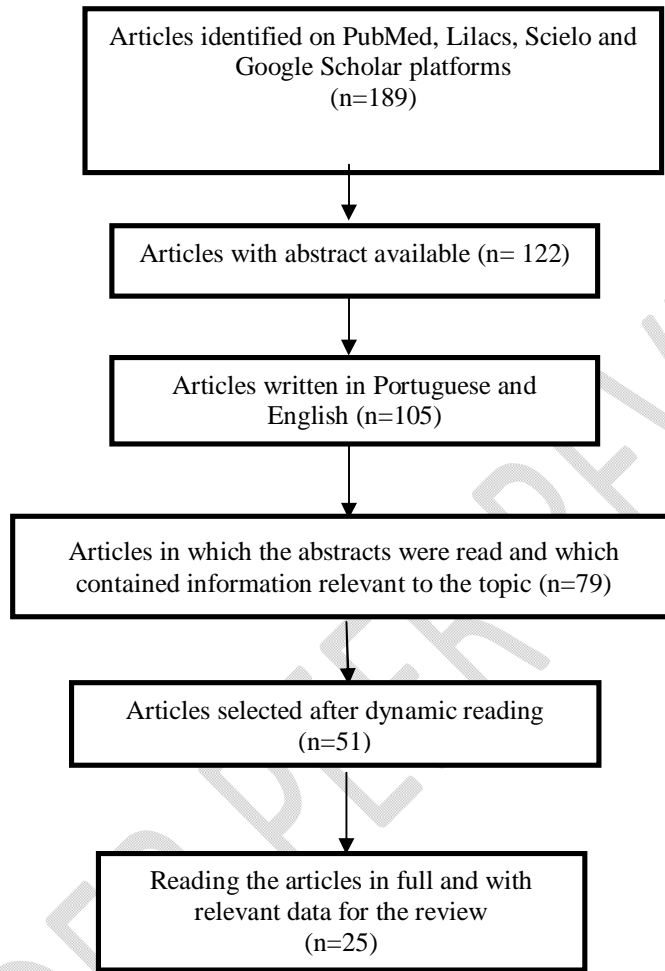 Articles identified on PubMed, Lilacs, Scielo and
Google Scholar platforms
(n=189)
Articles with abstract available (n= 122)
Articles written in Portuguese and
English (n=105)
Articles in which the abstracts were read and which
contained information relevant to the topic (n=79)
Articles selected after dynamic reading
(n=51)
Reading the articles in full and with
relevant data for the review
(n=25)